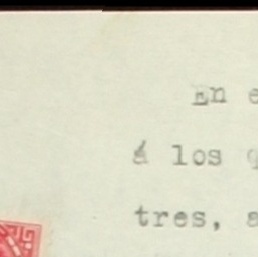 En
á los
tres,